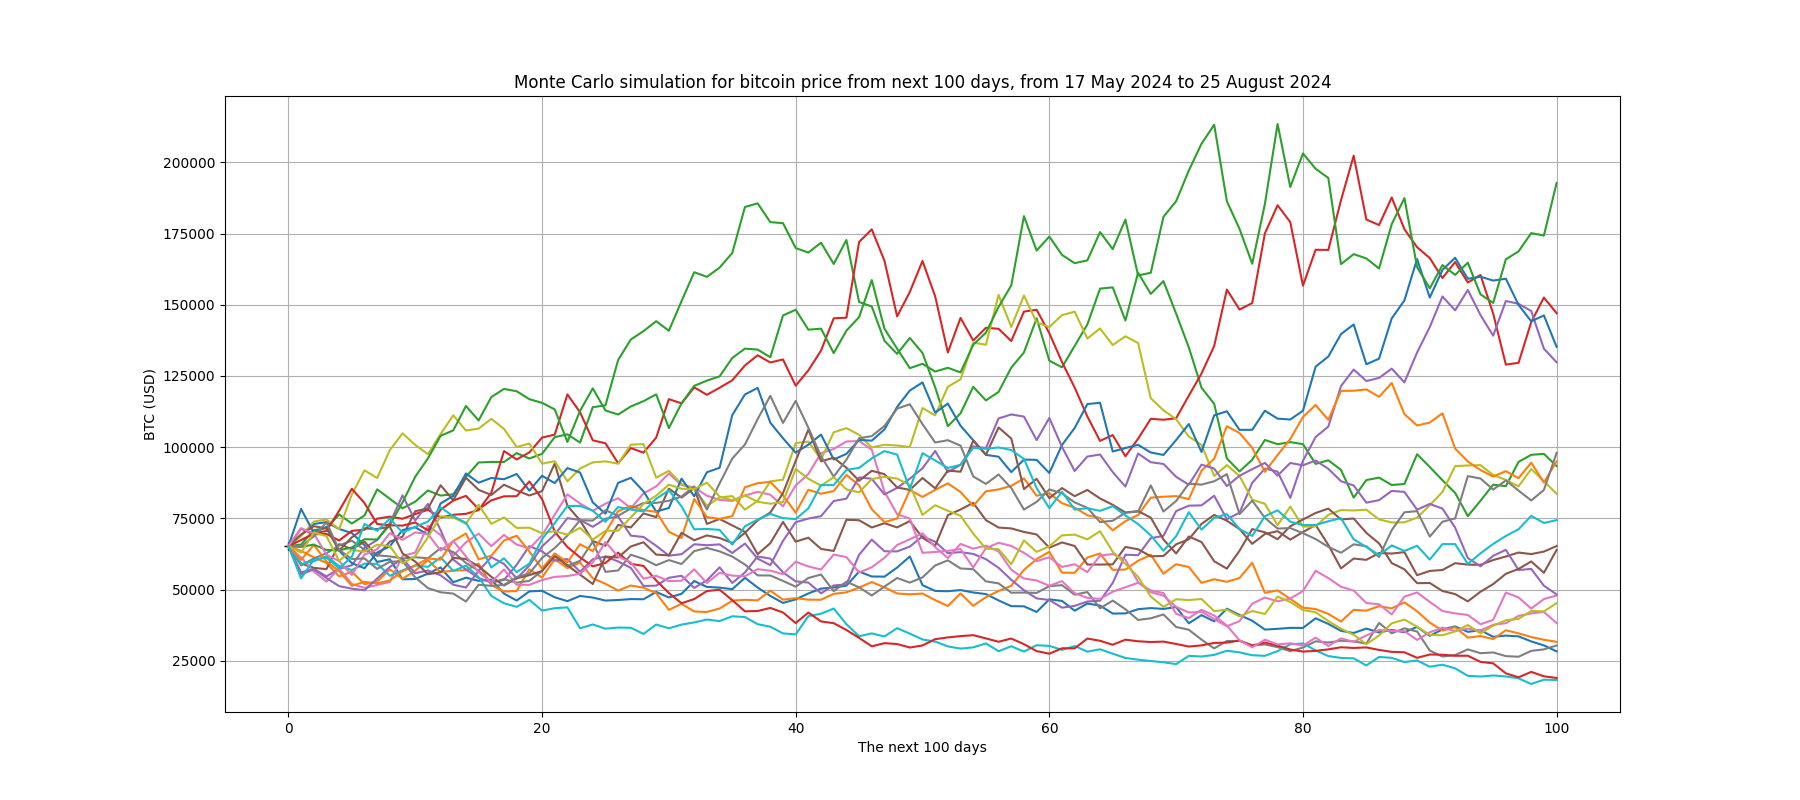 Monte Carlo simulation for bitcoin price from next 100 days, from 17 May 2024 to 25 August 2024
200000
175000
150000
125000
100000
75000
50000
25000
BTC (USD)
0 20 40 60 80 100
The next 100 days